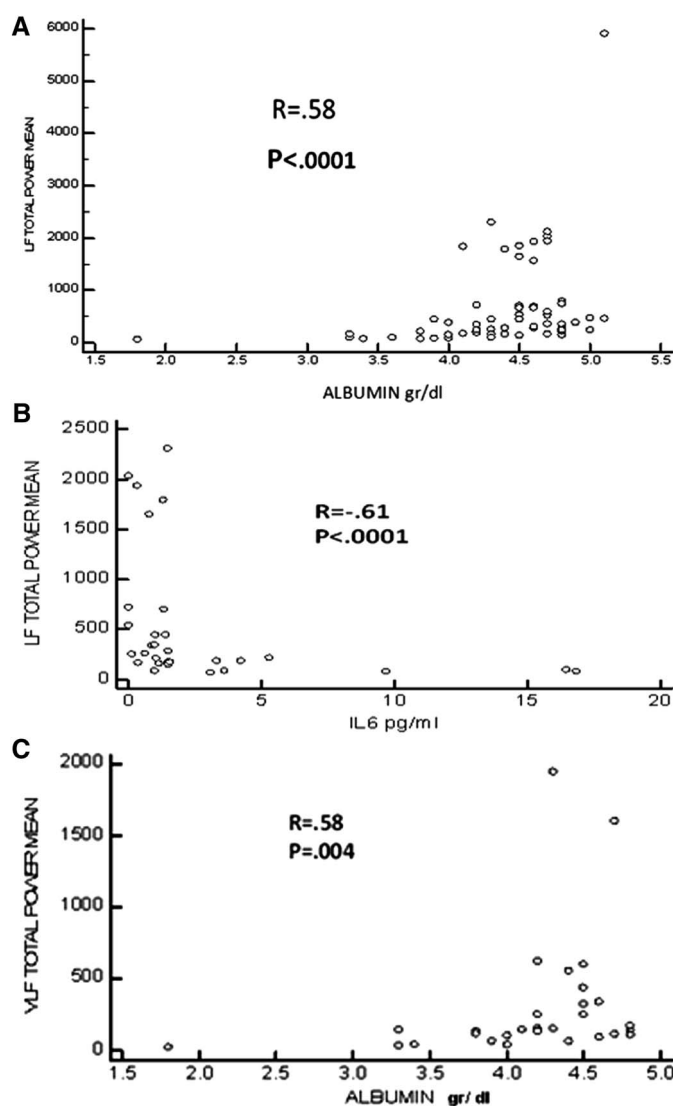 A
6000
5000
4000
3000
2000
1000
0
LF TOTAL POWER MEAN
R=.58
P<.0001
1.5 2.0 2.5 3.0 3.5 4.0 4.5 5.0 5.5
ALBUMIN gr/dl
B
2500
2000
1500
1000
500
0
LF TOTAL POWER MEAN
R=-.61
P<.0001
0 5 10 15 20
IL6 pg/ml
C
2000
1500
1000
500
0
VLF TOTAL POWER MEAN
R=.58
P=.004
1.5 2.0 2.5 3.0 3.5 4.0 4.5 5.0
ALBUMIN gr/dl